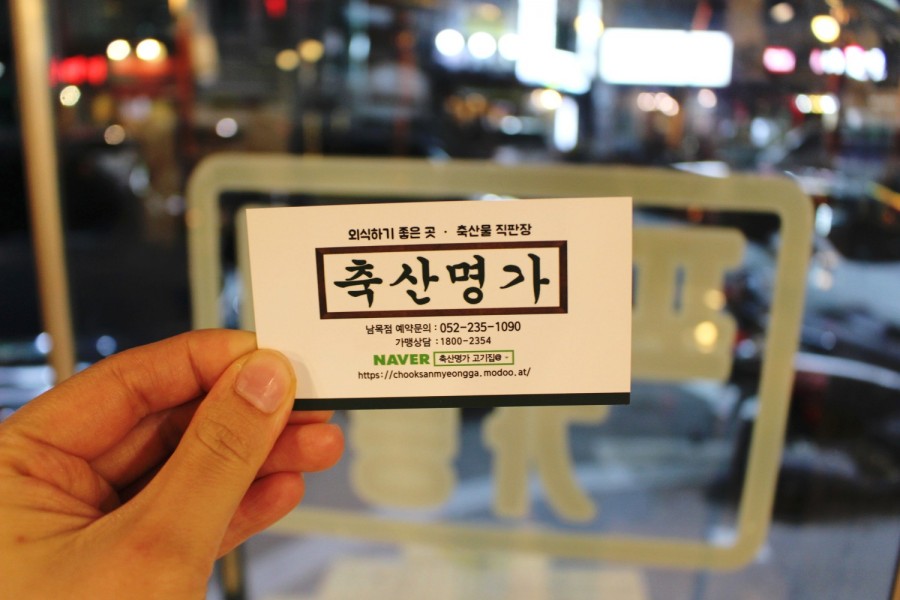 외식하기 좋은 곳 · 축산물 직판장
축산명가
남목점 예약문의 : 052-235-1090
가맹상담 : 1800-2354
NAVER 축산명가 고기집@
https://chooksanmyeongga.modoo.at/